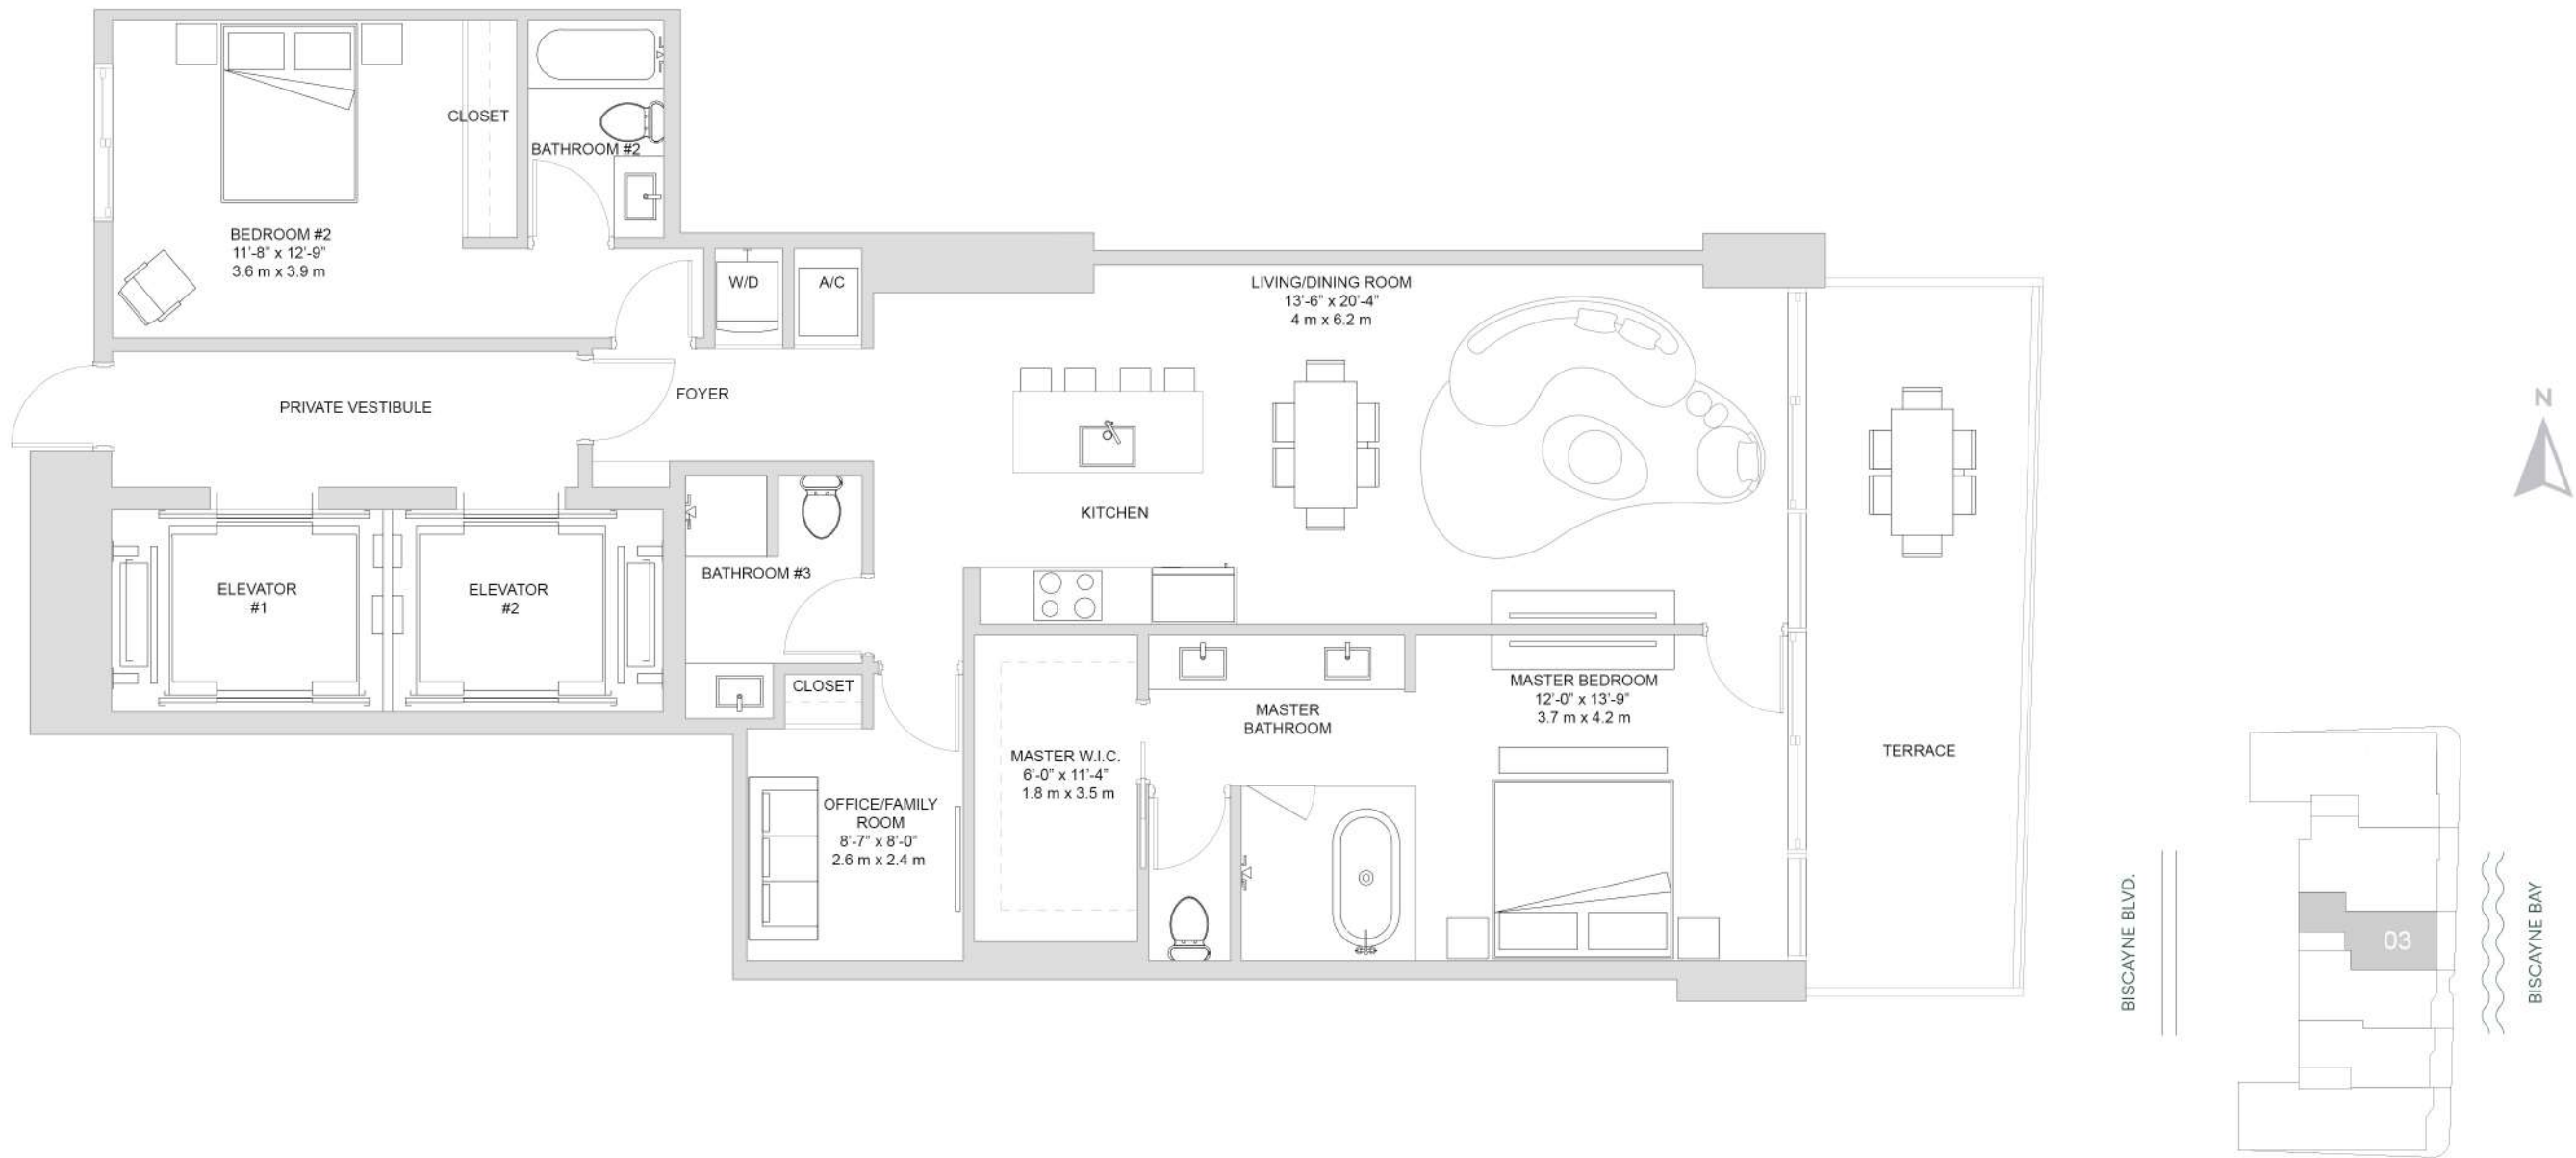 CLOSET
BATHROOM #2
BEDROOM #2
11'-8" x 12'-9"
3.6 m x 3.9 m
W/D
A/C
LIVING/DINING ROOM
13'-6" x 20'-4"
4 m x 6.2 m
FOYER
PRIVATE VESTIBULE
N
KITCHEN
BATHROOM #3
ELEVATOR
#1
ELEVATOR
#2
CLOSET
MASTER BEDROOM
12'-0" x 13'-9"
3.7 m x 4.2 m
MASTER
BATHROOM
TERRACE
MASTER W.I.C.
6'-0" x 11'-4"
1.8 m x 3.5 m
OFFICE/FAMILY
ROOM
8'-7" x 8'-0"
2.6 m x 2.4 m
BISCAYNE BLVD.
03
BISCAYNE BAY